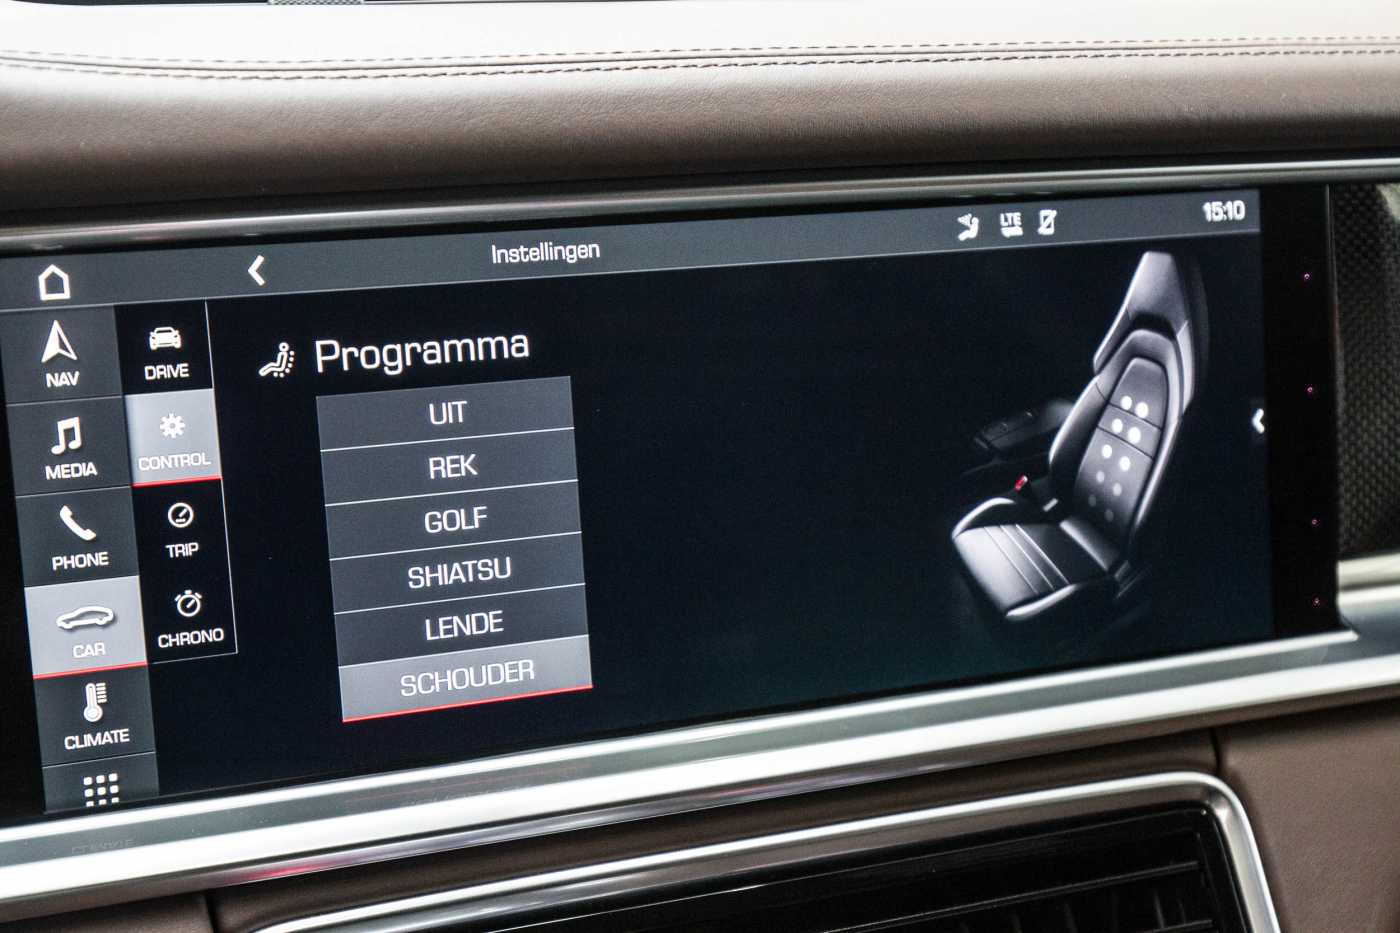 Instellingen
LTE
15:10
NAV
MEDIA
PHONE
CAR
CLIMATE
DRIVE
CONTROL
TRIP
CHRONO
Programma
UIT
REK
GOLF
SHIATSU
LENDE
SCHOUDER